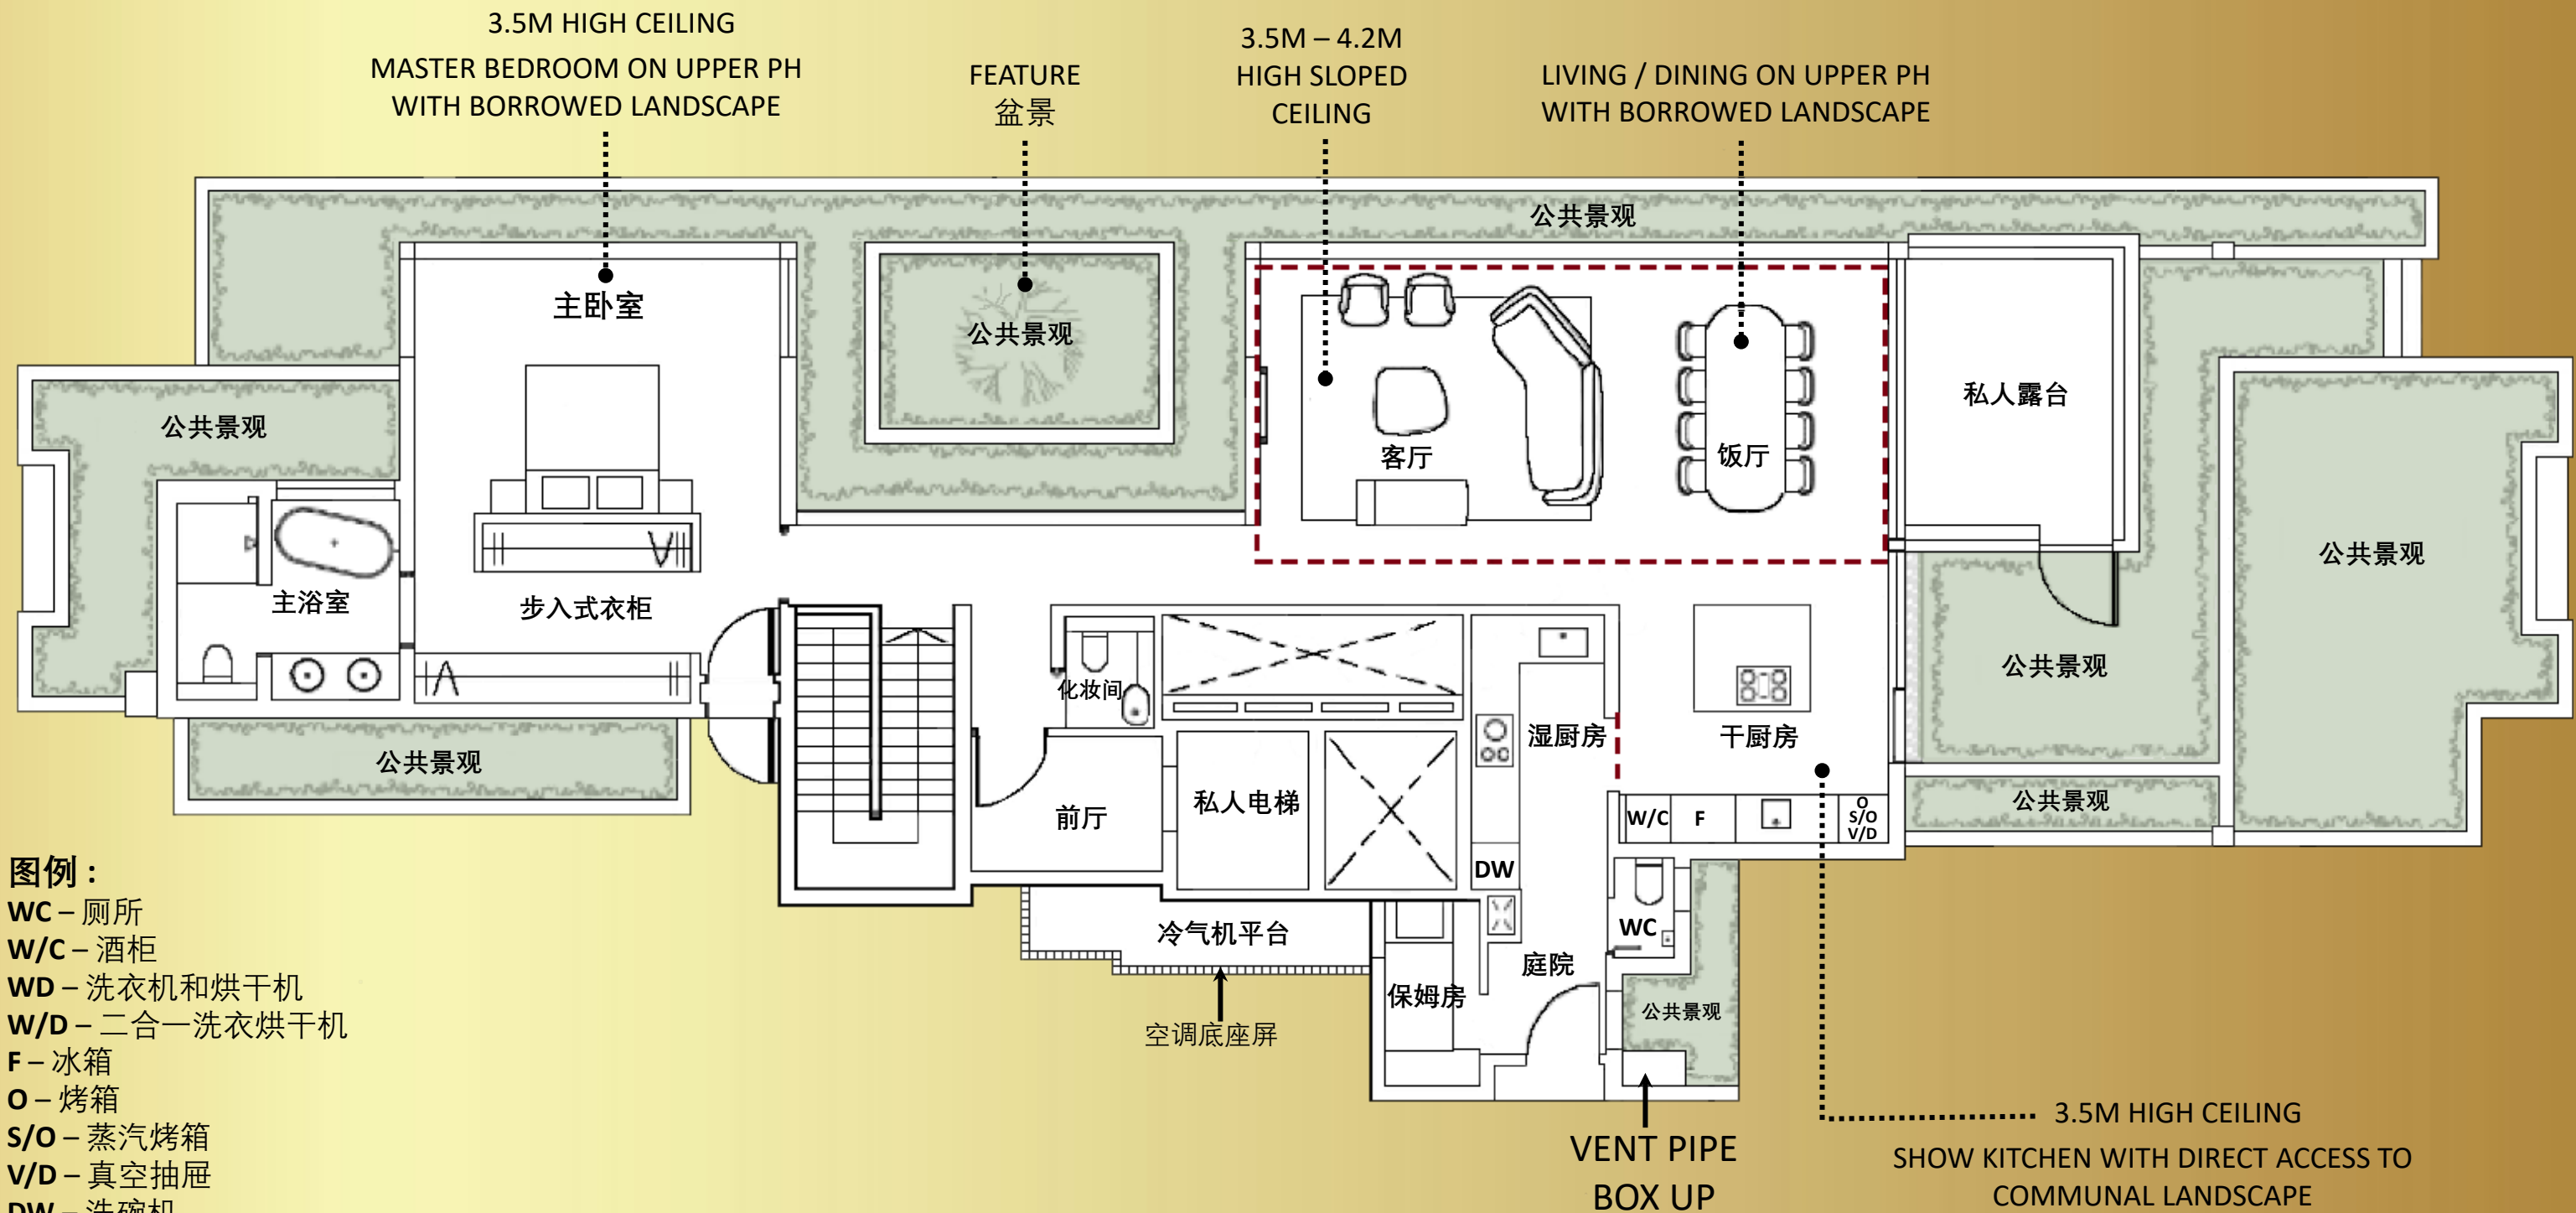 3.5M HIGH CEILING
MASTER BEDROOM ON UPPER PH
WITH BORROWED LANDSCAPE
FEATURE
盆景
3.5M – 4.2M
HIGH SLOPED
CEILING
LIVING / DINING ON UPPER PH
WITH BORROWED LANDSCAPE
公共景观
主卧室
公共景观
公共景观
客厅
饭厅
私人露台
公共景观
主浴室
步入式衣柜
化妆间
公共景观
公共景观
湿厨房
干厨房
前厅
私人电梯
公共景观
W/C
F
O
S/O
V/D
DW
WC
冷气机平台
庭院
保姆房
公共景观
空调底座屏
图例：
WC – 厕所
W/C – 酒柜
WD – 洗衣机和烘干机
W/D – 二合一洗衣烘干机
F – 冰箱
O – 烤箱
S/O – 蒸汽烤箱
V/D – 真空抽屉
DW – 洗碗机
VENT PIPE
BOX UP
3.5M HIGH CEILING
SHOW KITCHEN WITH DIRECT ACCESS TO
COMMUNAL LANDSCAPE